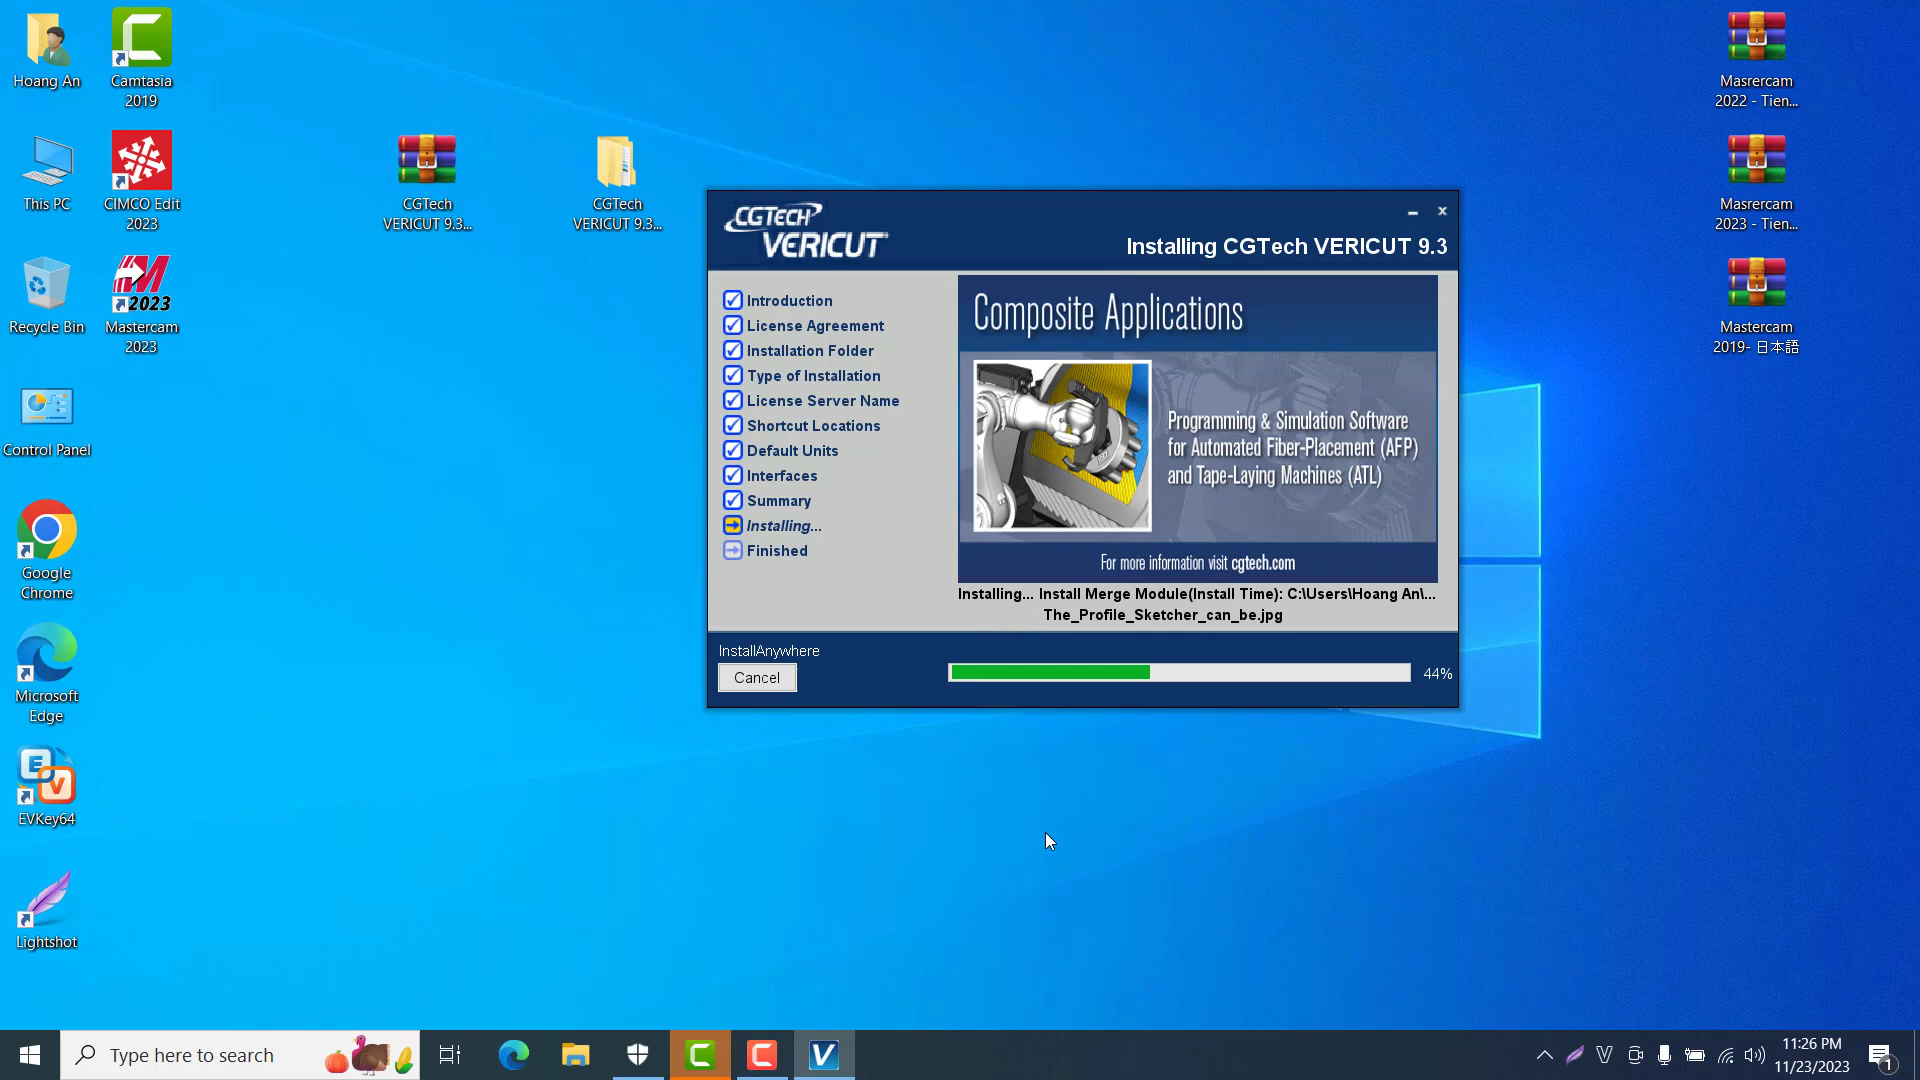 Hoang An
Camtasia
2019
This PC
CIMCO Edit
2023
Recycle Bin
2023
Mastercam
2023
Control Panel
Google
Chrome
Microsoft
Edge
EVKey64
Lightshot
CGTech
VERICUT 9.3...
CGTech
VERICUT 9.3...
Masrercam
2022 - Tien...
Masrercam
2023 - Tien...
Mastercam
2019- 日本語
CGTECH
VERICUT
Installing CGTech VERICUT 9.3
Introduction
License Agreement
Installation Folder
Type of Installation
License Server Name
Shortcut Locations
Default Units
Interfaces
Summary
Installing...
Finished
Composite Applications
Programming & Simulation Software
for Automated Fiber-Placement (AFP)
and Tape-Laying Machines (ATL)
For more information visit cgtech.com
Installing... Install Merge Module(Install Time): C:\Users\Hoang An\...
The_Profile_Sketcher_can_be.jpg
InstallAnywhere
Cancel
44%
Type here to search
11:26 PM
11/23/2023
1